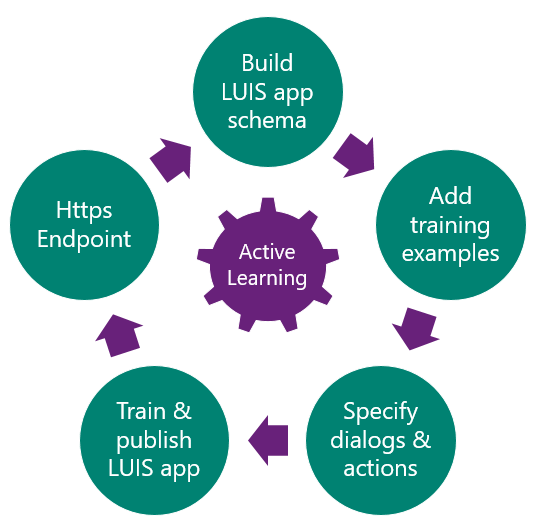 Build
LUIS app
schema
Add
training
examples
Specify
dialogs &
actions
Train &
publish
LUIS app
Https
Endpoint
Active
Learning